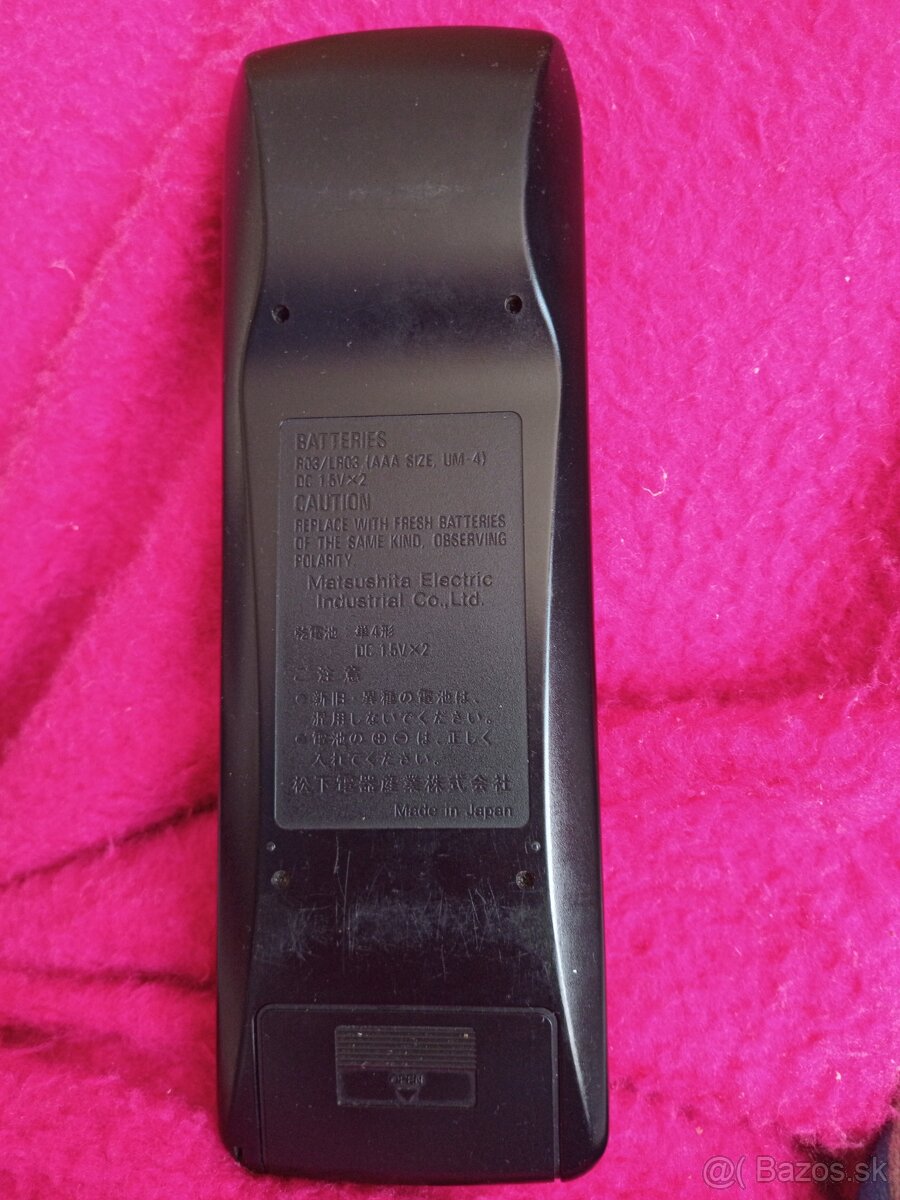 BATTERIES
R03/LR03 (AAA SIZE, UM-4)
DC 1.5V×2
CAUTION
REPLACE WITH FRESH BATTERIES
OF THE SAME KIND, OBSERVING
POLARITY.
Matsushita Electric
Industrial Co.,Ltd.
乾電池 単4形
DC 1.5V×2
ご注意
●新旧・異種の電池は、
混用しないでください。
●電池の⊕⊖は、正しく
入れてください。
松下電器産業株式会社
Made in Japan
OPEN
@( Bazos.sk